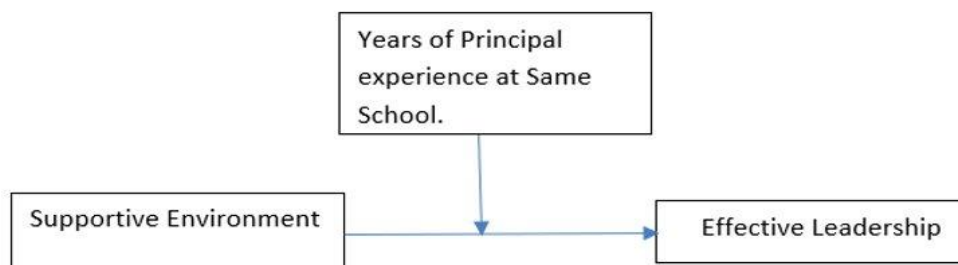 Years of Principal
experience at Same
School.
Supportive Environment
Effective Leadership